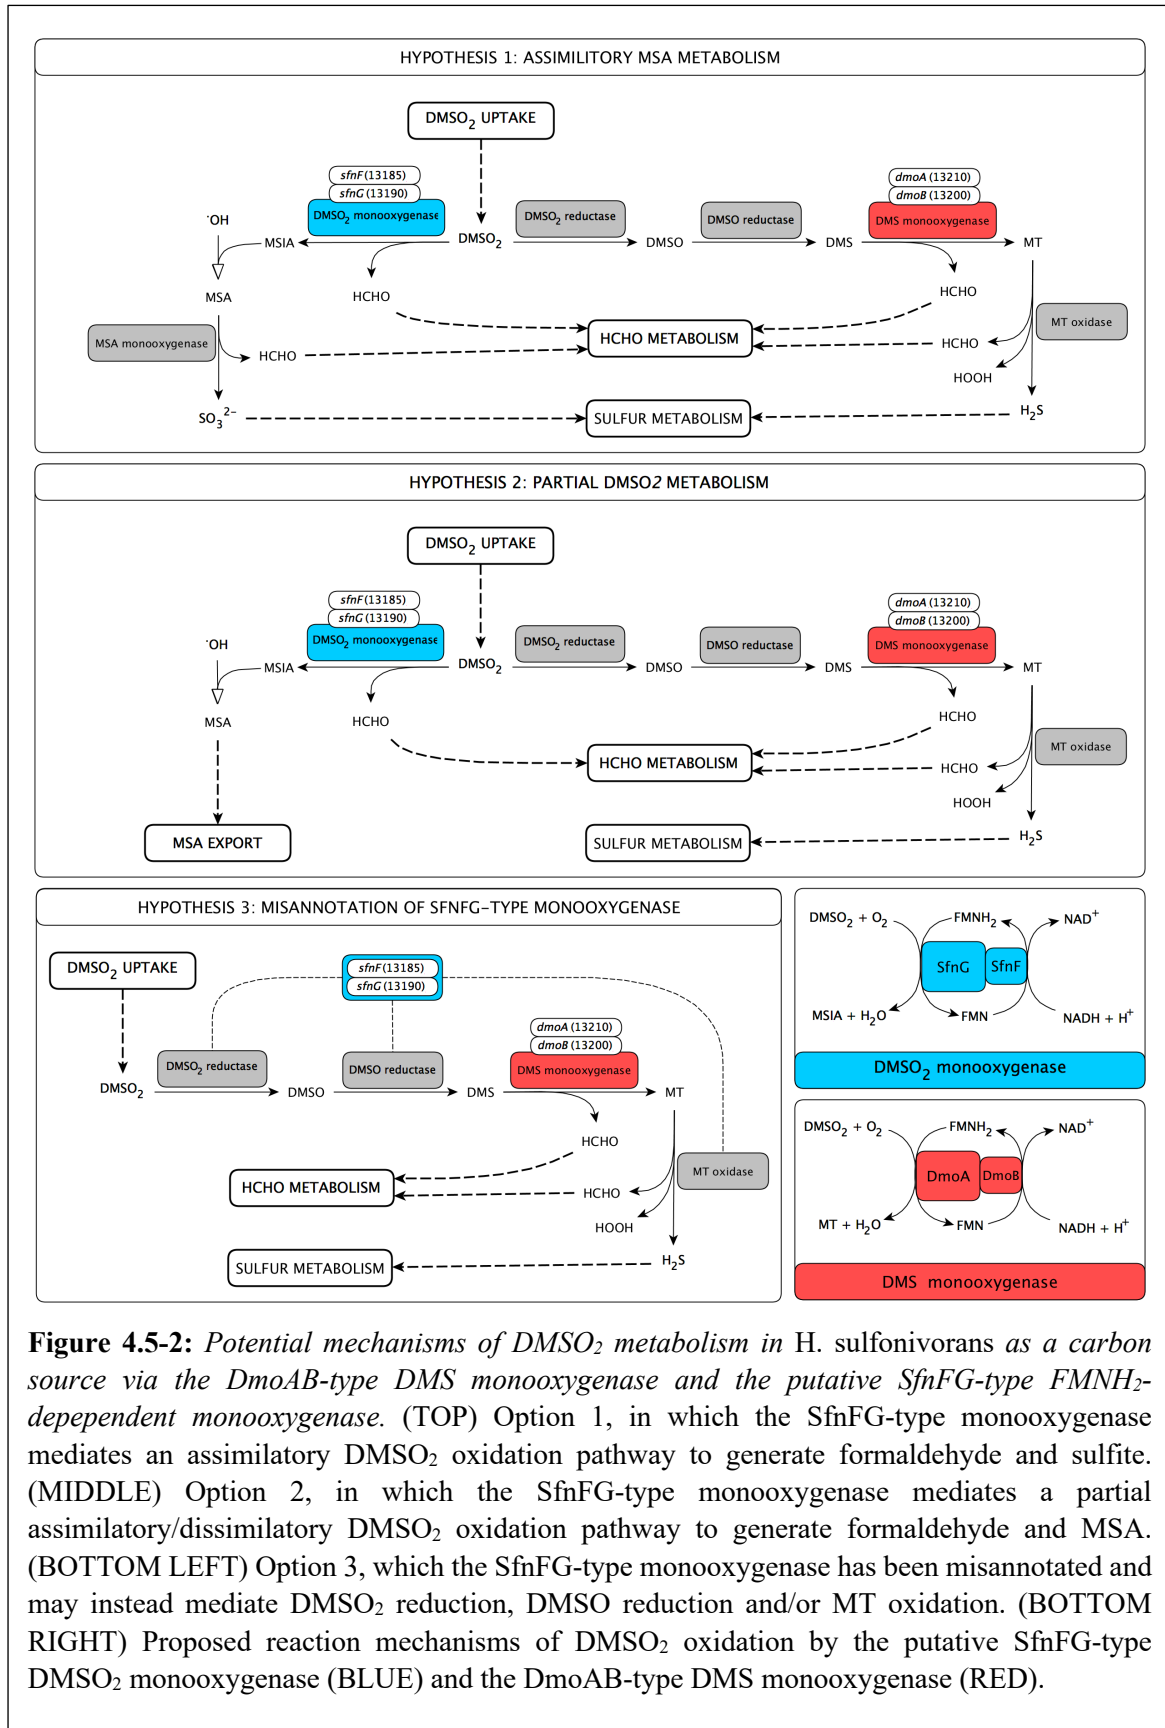 HYPOTHESIS 1: ASSIMILITORY MSA METABOLISM
DMSO₂ UPTAKE
sfnF (13185)
sfnG (13190)
DMSO₂ monooxygenase
DMSO₂ reductase
DMSO reductase
dmoA (13210)
dmoB (13200)
DMS monooxygenase
·OH
MSIA
DMSO₂
DMSO
DMS
MT
MSA
HCHO
HCHO
MSA monooxygenase
HCHO
HCHO METABOLISM
HCHO
MT oxidase
HOOH
SO₃²⁻
SULFUR METABOLISM
H₂S
HYPOTHESIS 2: PARTIAL DMSO2 METABOLISM
DMSO₂ UPTAKE
sfnF (13185)
sfnG (13190)
DMSO₂ monooxygenase
DMSO₂ reductase
DMSO reductase
dmoA (13210)
dmoB (13200)
DMS monooxygenase
·OH
MSIA
DMSO₂
DMSO
DMS
MT
MSA
HCHO
HCHO
HCHO METABOLISM
HCHO
MT oxidase
HOOH
MSA EXPORT
SULFUR METABOLISM
H₂S
HYPOTHESIS 3: MISANNOTATION OF SFNFG-TYPE MONOOXYGENASE
DMSO₂ UPTAKE
sfnF (13185)
sfnG (13190)
dmoA (13210)
dmoB (13200)
DMSO₂ reductase
DMSO reductase
DMS monooxygenase
DMSO₂
DMSO
DMS
MT
HCHO
HCHO METABOLISM
HCHO
MT oxidase
HOOH
SULFUR METABOLISM
H₂S
DMSO₂ + O₂
FMNH₂
NAD⁺
SfnG
SfnF
MSIA + H₂O
FMN
NADH + H⁺
DMSO₂ monooxygenase
DMSO₂ + O₂
FMNH₂
NAD⁺
DmoA
DmoB
MT + H₂O
FMN
NADH + H⁺
DMS monooxygenase
Figure 4.5-2: Potential mechanisms of DMSO₂ metabolism in H. sulfonivorans as a carbon
source via the DmoAB-type DMS monooxygenase and the putative SfnFG-type FMNH₂-
depependent monooxygenase. (TOP) Option 1, in which the SfnFG-type monooxygenase
mediates an assimilatory DMSO₂ oxidation pathway to generate formaldehyde and sulfite.
(MIDDLE) Option 2, in which the SfnFG-type monooxygenase mediates a partial
assimilatory/dissimilatory DMSO₂ oxidation pathway to generate formaldehyde and MSA.
(BOTTOM LEFT) Option 3, which the SfnFG-type monooxygenase has been misannotated and
may instead mediate DMSO₂ reduction, DMSO reduction and/or MT oxidation. (BOTTOM
RIGHT) Proposed reaction mechanisms of DMSO₂ oxidation by the putative SfnFG-type
DMSO₂ monooxygenase (BLUE) and the DmoAB-type DMS monooxygenase (RED).